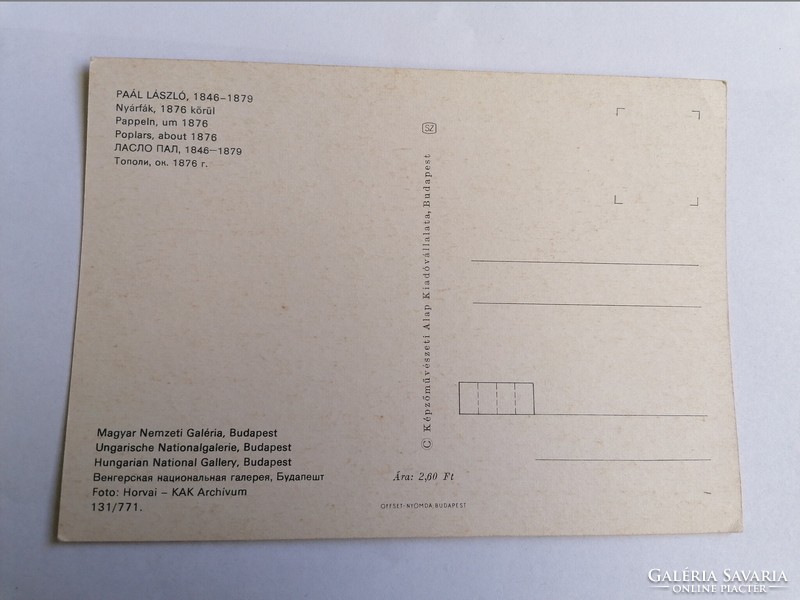 PAÁL LÁSZLÓ, 1846–1879
Nyárfák, 1876 körül
Pappeln, um 1876
Poplars, about 1876
ЛАСЛО ПАЛ, 1846–1879
Тополи, ок. 1876 г.
SZ
© Képzőművészeti Alap Kiadóvállalata, Budapest
Magyar Nemzeti Galéria, Budapest
Ungarische Nationalgalerie, Budapest
Hungarian National Gallery, Budapest
Венгерская национальная галерея, Будапешт
Foto: Horvai – KAK Archivum
131/771.
Ára: 2,60 Ft
OFFSET-NYOMDA, BUDAPEST
GALÉRIA SAVARIA
ONLINE PIACTÉR